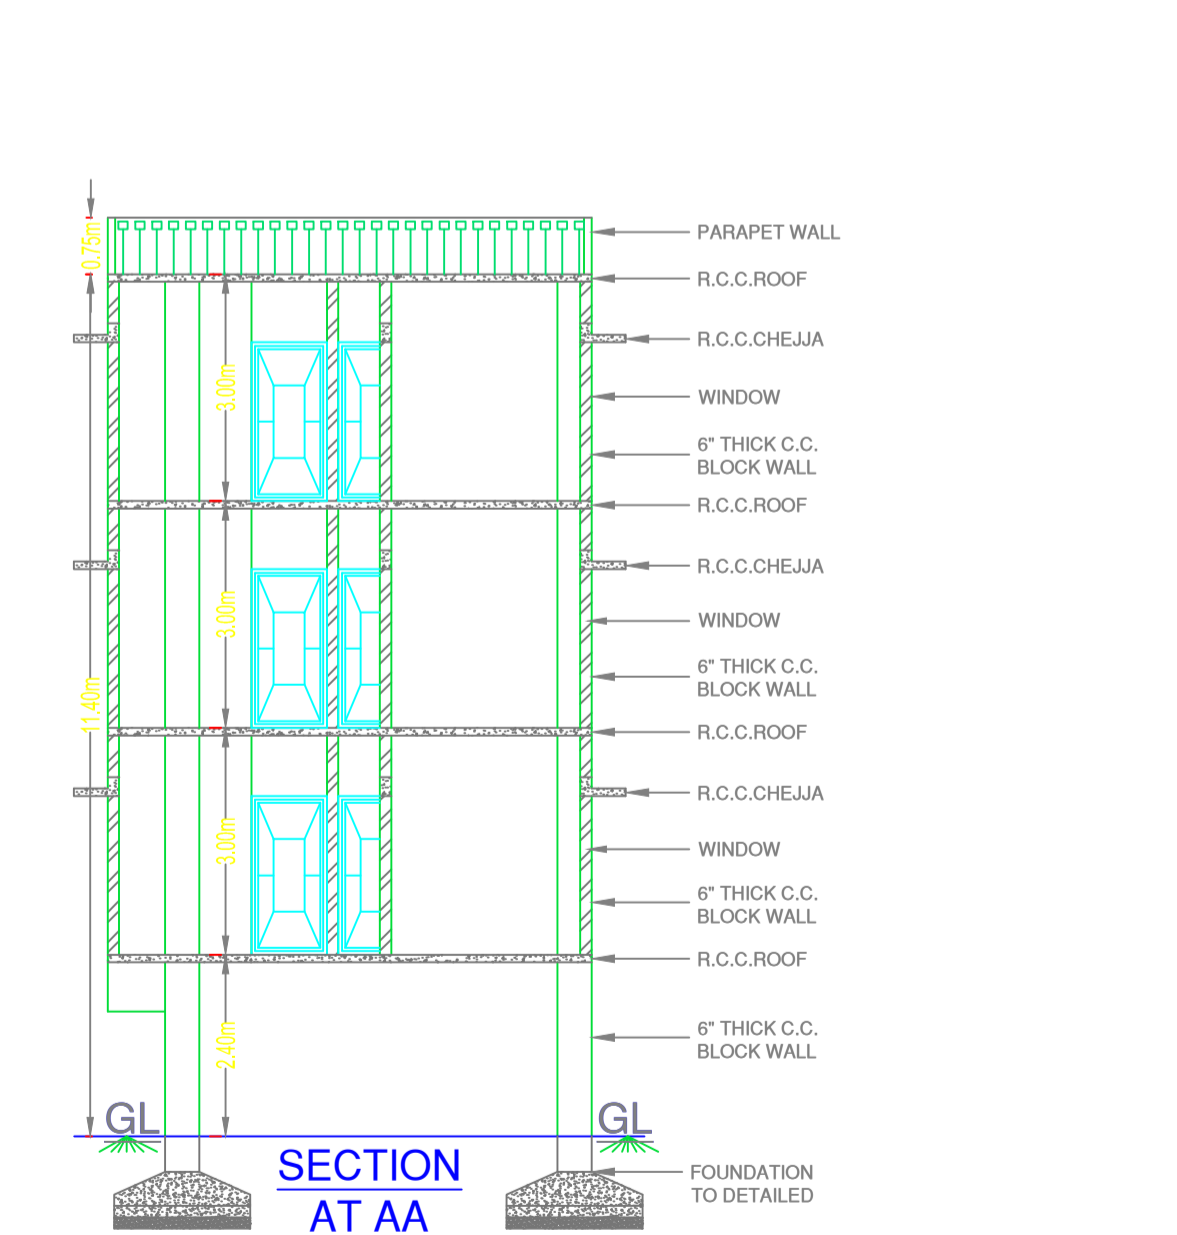 0.75m
PARAPET WALL
R.C.C.ROOF
R.C.C.CHEJJA
3.00m
WINDOW
6" THICK C.C.
BLOCK WALL
R.C.C.ROOF
R.C.C.CHEJJA
3.00m
WINDOW
6" THICK C.C.
BLOCK WALL
11.40m
R.C.C.ROOF
R.C.C.CHEJJA
3.00m
WINDOW
6" THICK C.C.
BLOCK WALL
R.C.C.ROOF
2.40m
6" THICK C.C.
BLOCK WALL
GL
GL
SECTION
AT AA
FOUNDATION
TO DETAILED